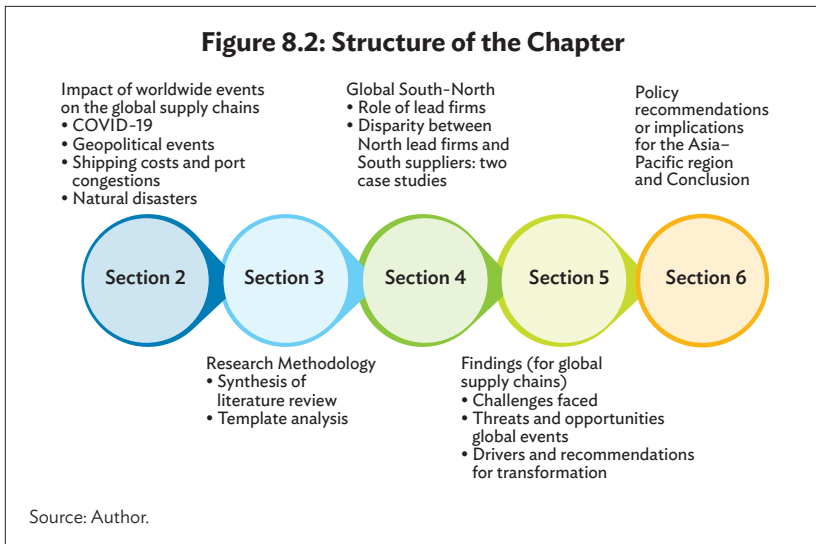 Figure 8.2: Structure of the Chapter
Impact of worldwide events
on the global supply chains
• COVID-19
• Geopolitical events
• Shipping costs and port
congestions
• Natural disasters
Global South–North
• Role of lead firms
• Disparity between
North lead firms and
South suppliers: two
case studies
Policy
recommendations
or implications
for the Asia–
Pacific region
and Conclusion
Section 2
Section 3
Section 4
Section 5
Section 6
Research Methodology
• Synthesis of
literature review
• Template analysis
Findings (for global
supply chains)
• Challenges faced
• Threats and opportunities
global events
• Drivers and recommendations
for transformation
Source: Author.